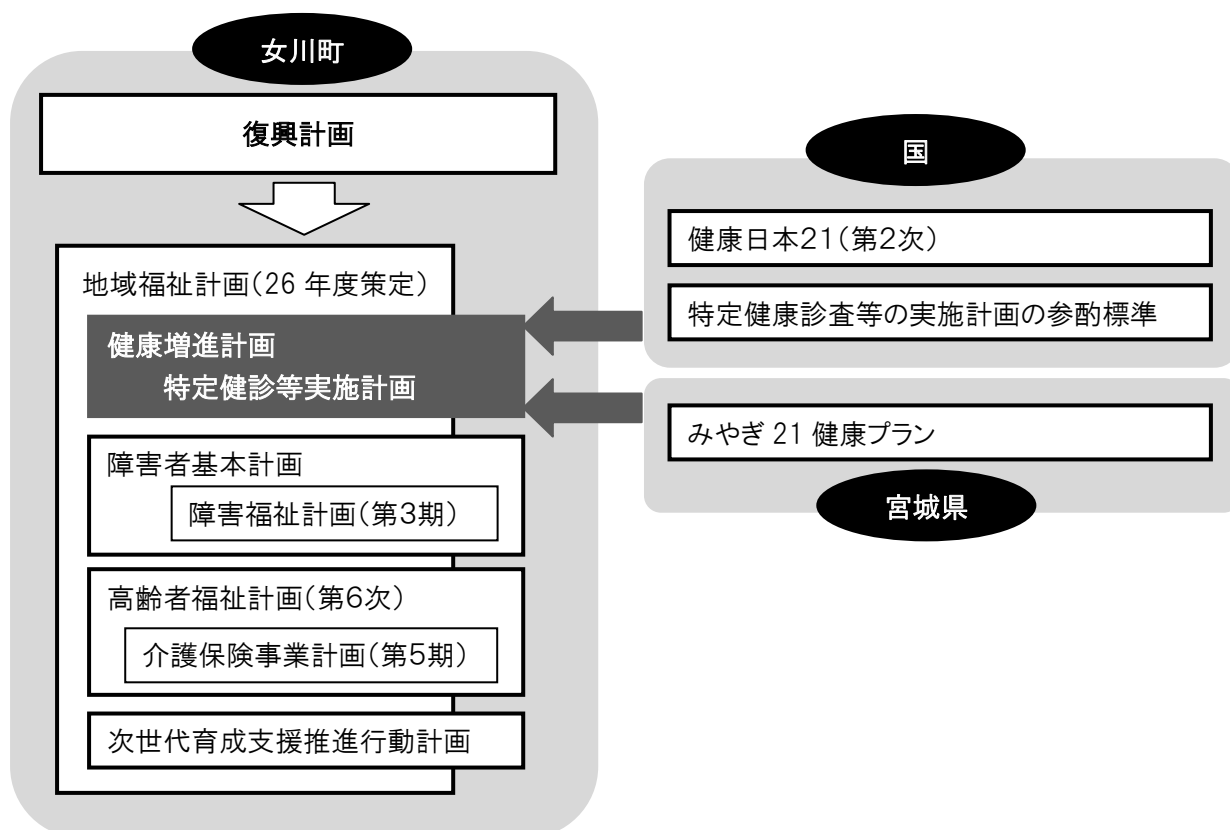 女川町
復興計画
地域福祉計画(26 年度策定)
健康増進計画
特定健診等実施計画
障害者基本計画
障害福祉計画(第3期)
高齢者福祉計画(第6次)
介護保険事業計画(第5期)
次世代育成支援推進行動計画
国
健康日本21(第2次)
特定健康診査等の実施計画の参酌標準
みやぎ 21 健康プラン
宮城県